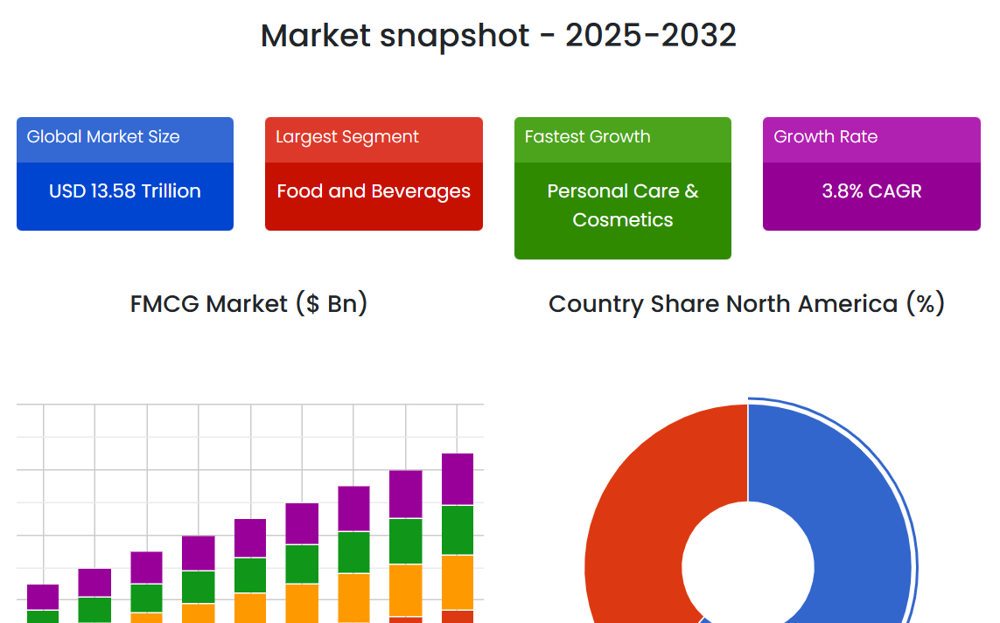 Market snapshot - 2025-2032
Global Market Size
USD 13.58 Trillion
Largest Segment
Food and Beverages
Fastest Growth
Personal Care &
Cosmetics
Growth Rate
3.8% CAGR
FMCG Market ($ Bn)
Country Share North America (%)